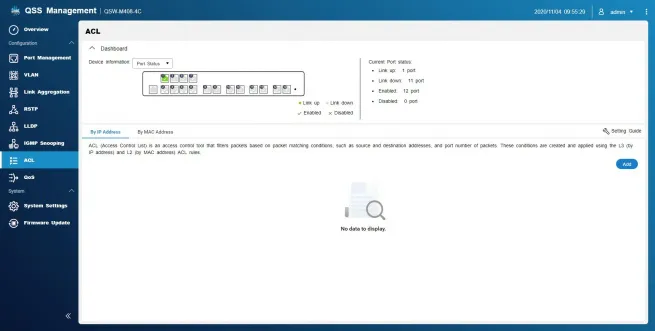 QSS Management | QSW-M408-4C
2020/11/04 09:55:29
admin
Overview
Configuration
Port Management
VLAN
Link Aggregation
RSTP
LLDP
IGMP Snooping
ACL
QoS
System
System Settings
Firmware Update
ACL
Dashboard
Device Information: Port Status
Link up Link down
Enabled Disabled
Current Port status:
Link up: 1 port
Link down: 11 port
Enabled: 12 port
Disabled: 0 port
By IP Address By MAC Address
Setting Guide
ACL (Access Control List) is an access control tool that filters packets based on packet matching conditions, such as source and destination addresses, and port number of packets. These conditions are created and applied using the L3 (by
IP address) and L2 (by MAC address) ACL rules.
Add
No data to display.